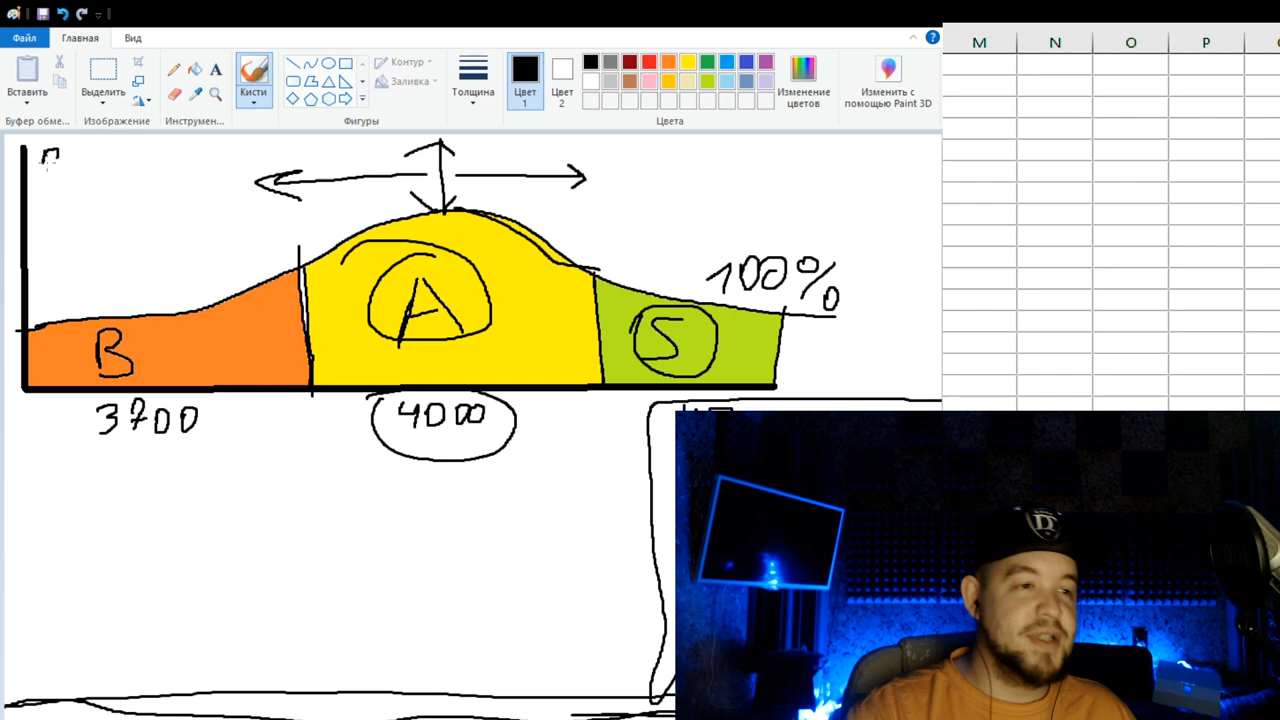 Файл Главная Вид
Вставить Выделить Кисти Контур Заливка Толщина Цвет 1 Цвет 2 Изменение цветов Изменить с помощью Paint 3D
Буфер обме... Изображение Инструмен... Фигуры Цвета
M N O P
100%
B A S
3700 4000
D